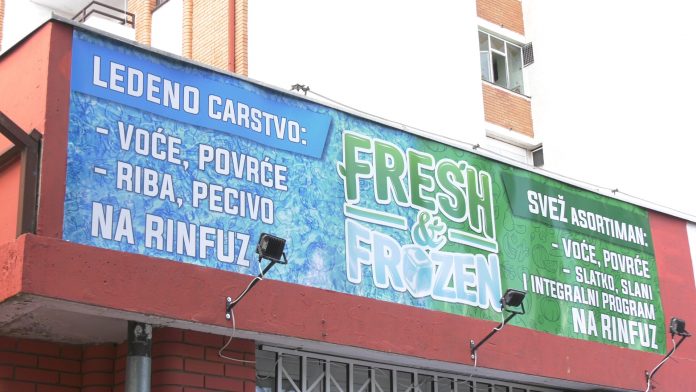 LEDENO CARSTVO:
- VOĆE, POVRĆE
- RIBA, PECIVO
NA RINFUZ
FRESH
&
FROZEN
SVEŽ ASORTIMAN:
- VOĆE, POVRĆE
- SLATKO, SLANI
I INTEGRALNI PROGRAM
NA RINFUZ